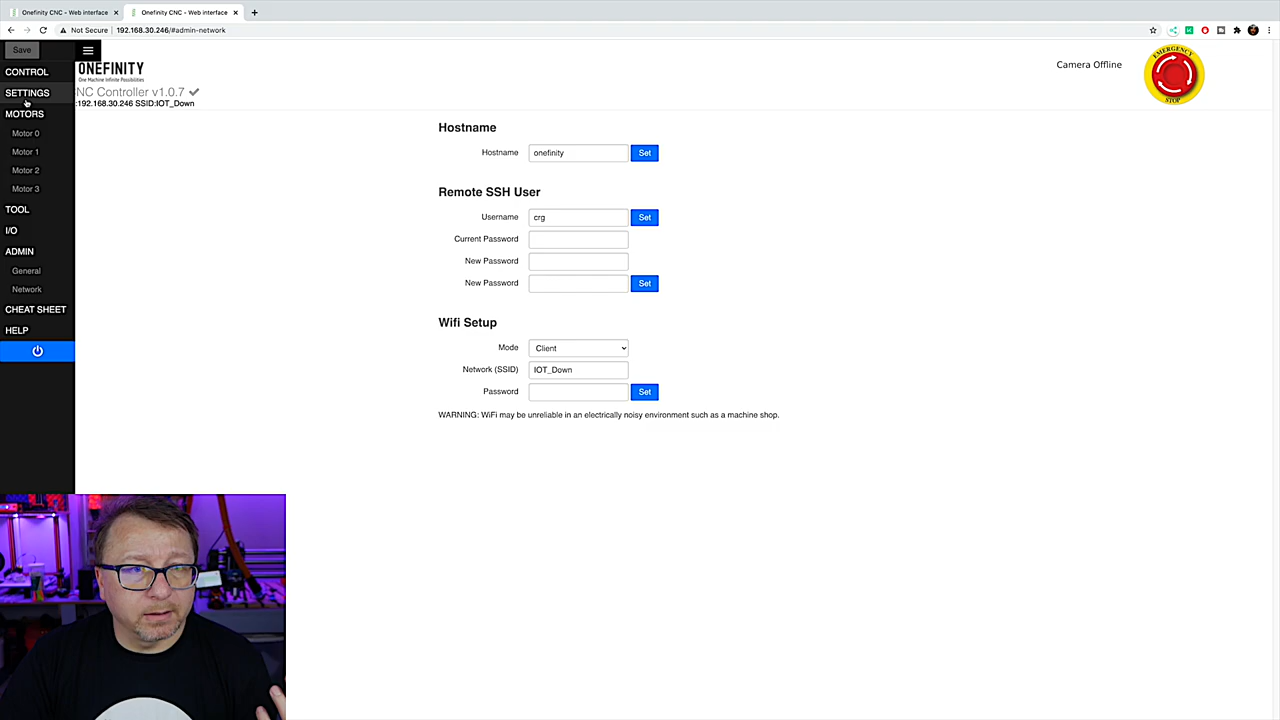 Onefinity CNC - Web interface
Onefinity CNC - Web interface
Not Secure
192.168.30.246/#admin-network
Save
CONTROL
SETTINGS
MOTORS
Motor 0
Motor 1
Motor 2
Motor 3
TOOL
I/O
ADMIN
General
Network
CHEAT SHEET
HELP
ONEFINITY
One Machine Infinite Possibilities
NC Controller v1.0.7
:192.168.30.246 SSID:IOT_Down
Camera Offline
EMERGENCY
STOP
Hostname
Hostname onefinity Set
Remote SSH User
Username crg Set
Current Password
New Password
New Password Set
Wifi Setup
Mode Client
Network (SSID) IOT_Down
Password Set
WARNING: WiFi may be unreliable in an electrically noisy environment such as a machine shop.